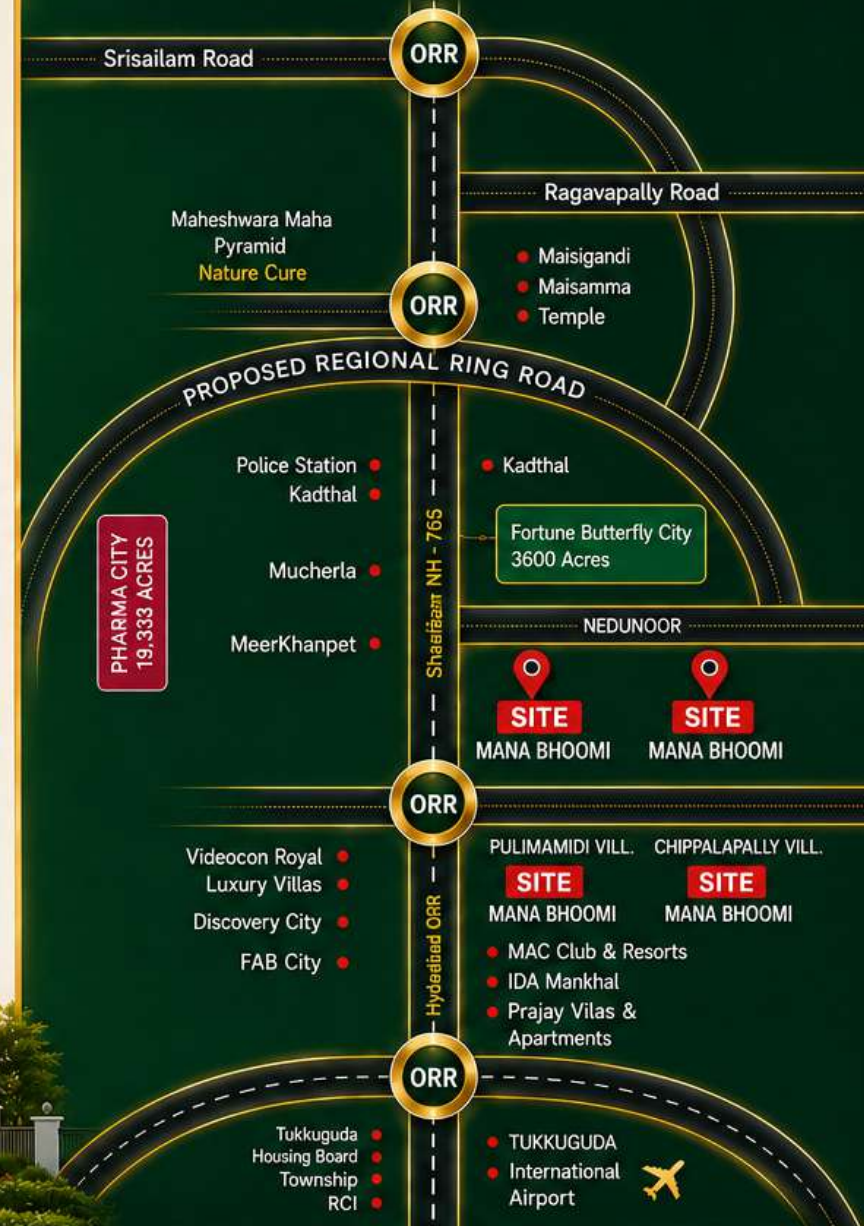 ORR
Srisailam Road
Ragavapally Road
Maheshwara Maha
Pyramid
Nature Cure
ORR
Maisigandi
Maisamma
Temple
PROPOSED REGIONAL RING ROAD
Police Station
Kadthal
Kadthal
PHARMA CITY
19,333 ACRES
Fortune Butterfly City
3600 Acres
Mucherla
MeerKhanpet
NH - 765
NEDUNOOR
SITE
MANA BHOOMI
SITE
MANA BHOOMI
ORR
Videocon Royal
Luxury Villas
Discovery City
FAB City
PULIMAMIDI VILL.
SITE
MANA BHOOMI
CHIPPALAPALLY VILL.
SITE
MANA BHOOMI
ORR
MAC Club & Resorts
IDA Mankhal
Prajay Vilas &
Apartments
ORR
Tukkuguda
Housing Board
Township
RCI
TUKKUGUDA
International
Airport